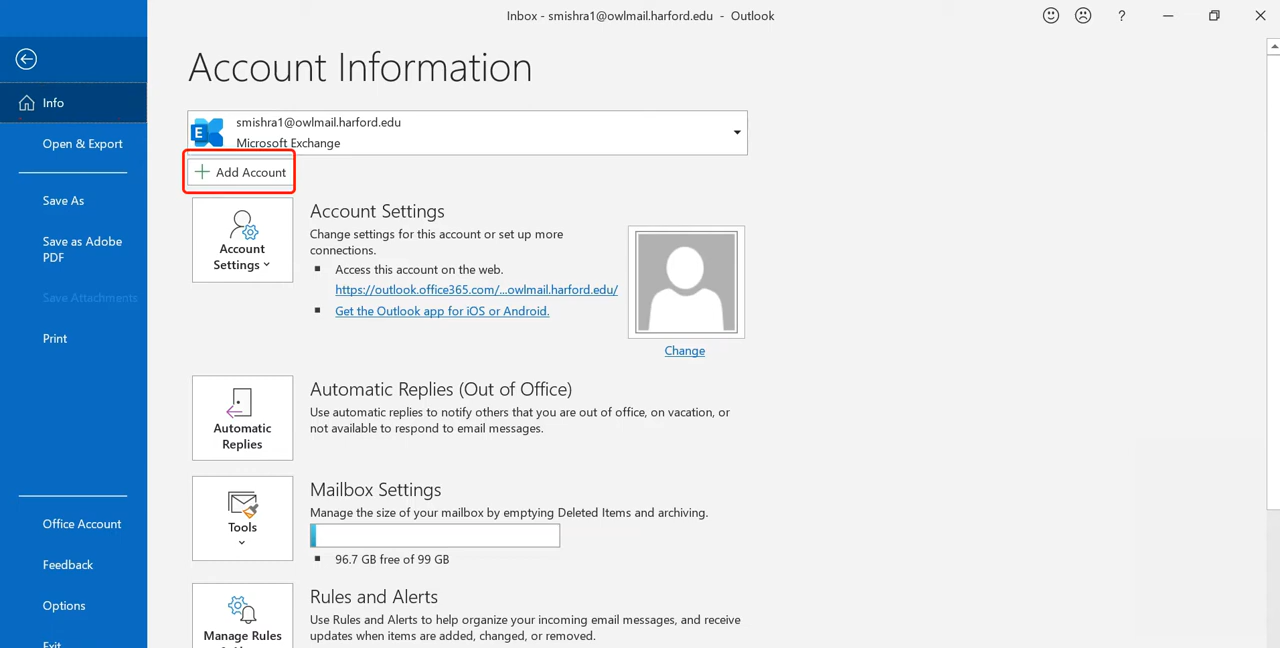 Inbox - smishra1@owlmail.harford.edu - Outlook
?
Account Information
Info
Open & Export
Save As
Save as Adobe
PDF
Save Attachments
Print
Office Account
Feedback
Options
Exit
E
smishra1@owlmail.harford.edu
Microsoft Exchange
Add Account
Account
Settings
Account Settings
Change settings for this account or set up more
connections.
Access this account on the web.
https://outlook.office365.com/...owlmail.harford.edu/
Get the Outlook app for iOS or Android.
Change
Automatic
Replies
Automatic Replies (Out of Office)
Use automatic replies to notify others that you are out of office, on vacation, or
not available to respond to email messages.
Tools
Mailbox Settings
Manage the size of your mailbox by emptying Deleted Items and archiving.
96.7 GB free of 99 GB
Manage Rules
Rules and Alerts
Use Rules and Alerts to help organize your incoming email messages, and receive
updates when items are added, changed, or removed.